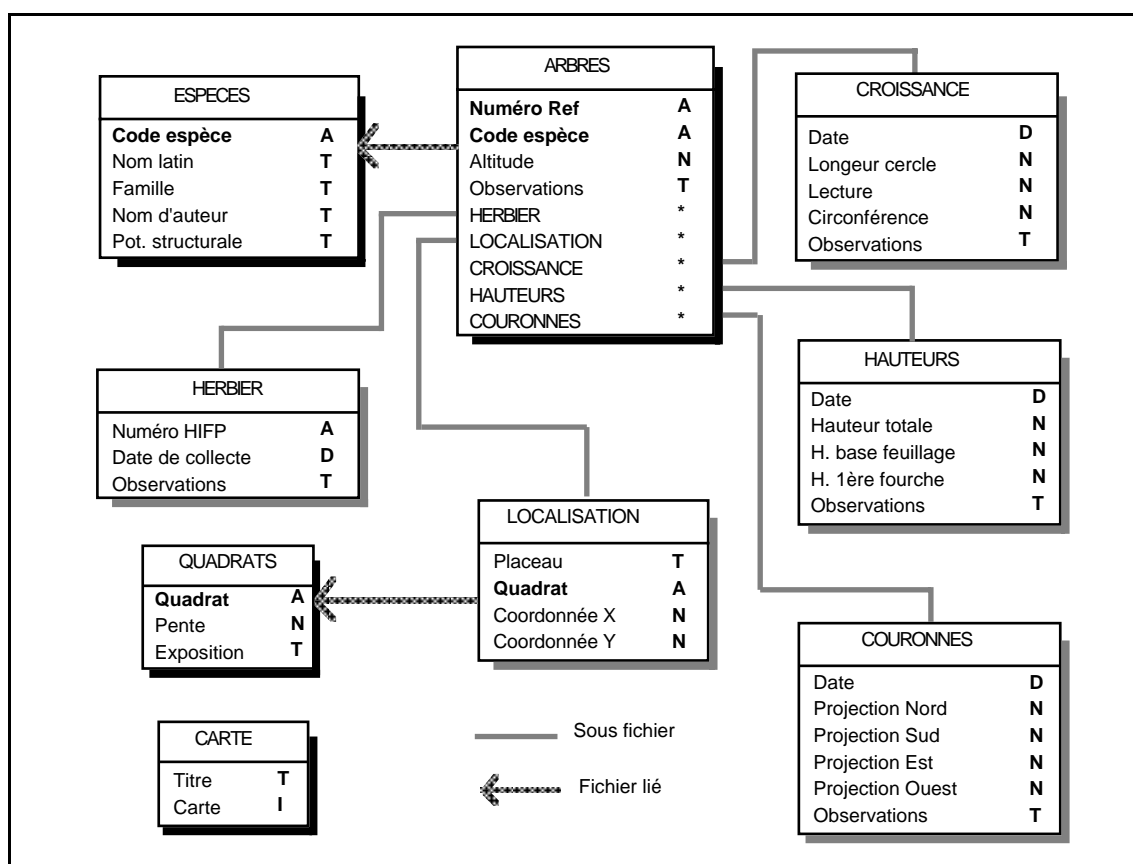 ESPECES
Code espèce A
Nom latin T
Famille T
Nom d'auteur T
Pot. structurale T
ARBRES
Numéro Ref A
Code espèce A
Altitude N
Observations T
HERBIER *
LOCALISATION *
CROISSANCE *
HAUTEURS *
COURONNES *
CROISSANCE
Date D
Longeur cercle N
Lecture N
Circonférence N
Observations T
HERBIER
Numéro HIFP A
Date de collecte D
Observations T
HAUTEURS
Date D
Hauteur totale N
H. base feuillage N
H. 1ère fourche N
Observations T
LOCALISATION
Placeau T
Quadrat A
Coordonnée X N
Coordonnée Y N
QUADRATS
Quadrat A
Pente N
Exposition T
COURONNES
Date D
Projection Nord N
Projection Sud N
Projection Est N
Projection Ouest N
Observations T
CARTE
Titre T
Carte I
Sous fichier
Fichier lié